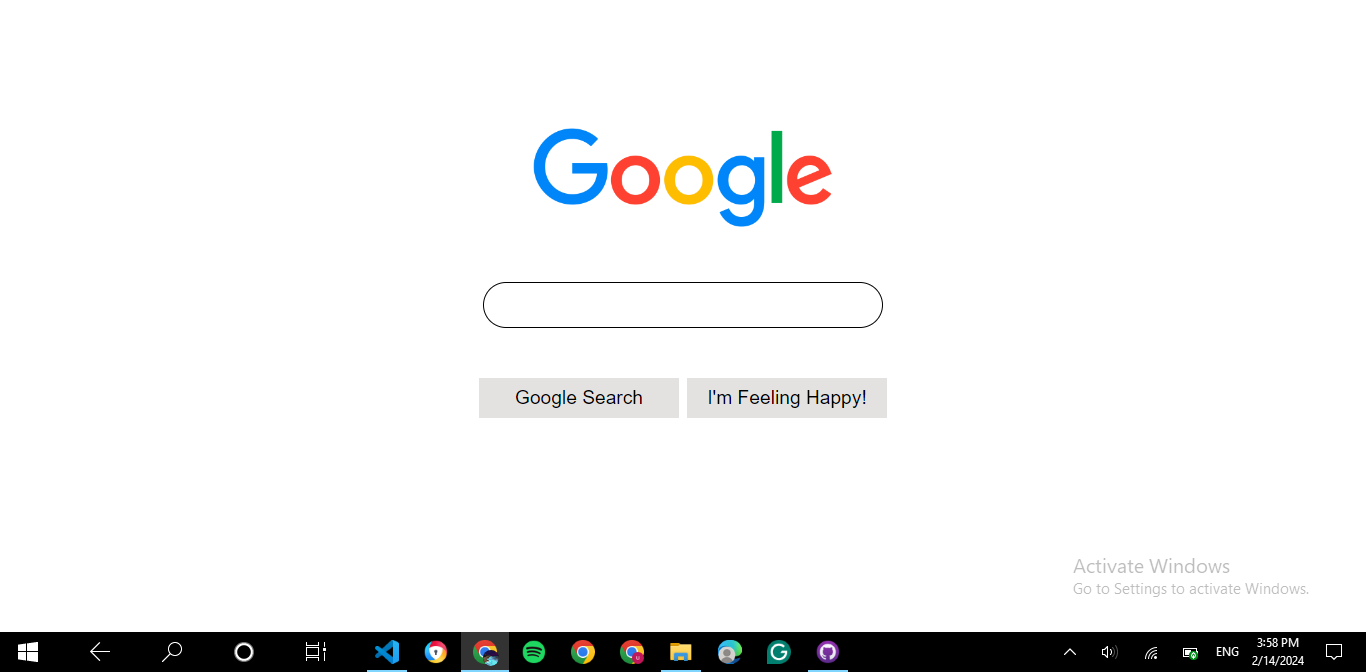 Google
Google Search
I'm Feeling Happy!
Activate Windows
Go to Settings to activate Windows.
ENG
3:58 PM
2/14/2024